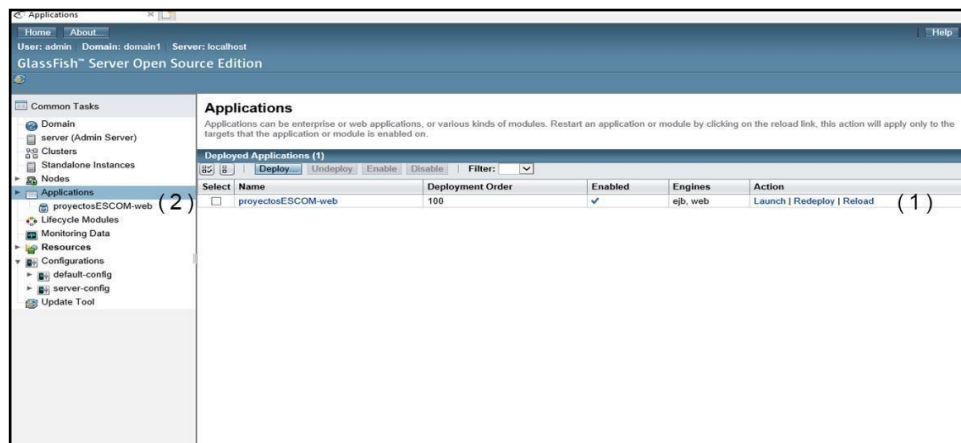 Applications
Home About...
Help
User: admin Domain: domain1 Server: localhost
GlassFish™ Server Open Source Edition
Common Tasks
Domain
server (Admin Server)
Clusters
Standalone Instances
Nodes
Applications
proyectosESCOM-web (2)
Lifecycle Modules
Monitoring Data
Resources
Configurations
default-config
server-config
Update Tool
Applications
Applications can be enterprise or web applications, or various kinds of modules. Restart an application or module by clicking on the reload link, this action will apply only to the
targets that the application or module is enabled on.
Deployed Applications (1)
Deploy... Undeploy Enable Disable Filter:
Select Name Deployment Order Enabled Engines Action
proyectosESCOM-web 100 ejb, web Launch | Redeploy | Reload (1)